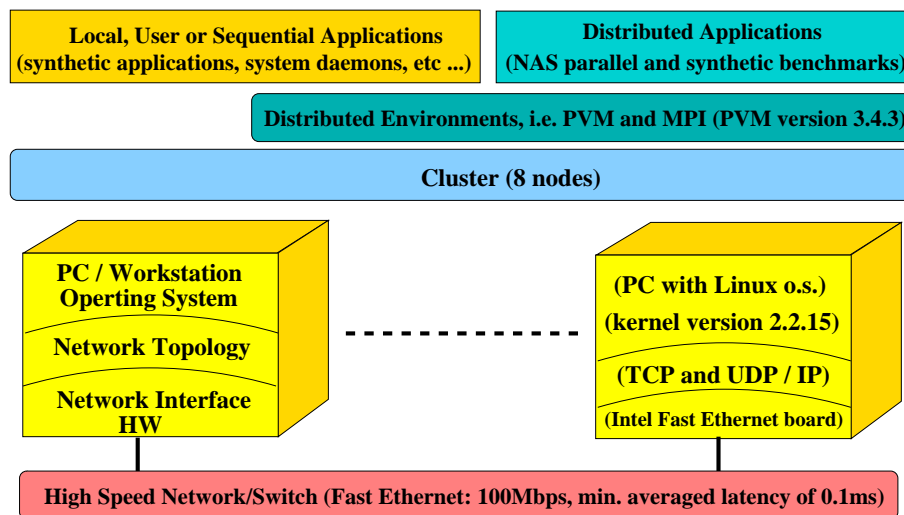 Local, User or Sequential Applications
(synthetic applications, system daemons, etc ...)
Distributed Applications
(NAS parallel and synthetic benchmarks)
Distributed Environments, i.e. PVM and MPI (PVM version 3.4.3)
Cluster (8 nodes)
PC / Workstation
Operting System
Network Topology
Network Interface
HW
(PC with Linux o.s.)
(kernel version 2.2.15)
(TCP and UDP / IP)
(Intel Fast Ethernet board)
High Speed Network/Switch (Fast Ethernet: 100Mbps, min. averaged latency of 0.1ms)